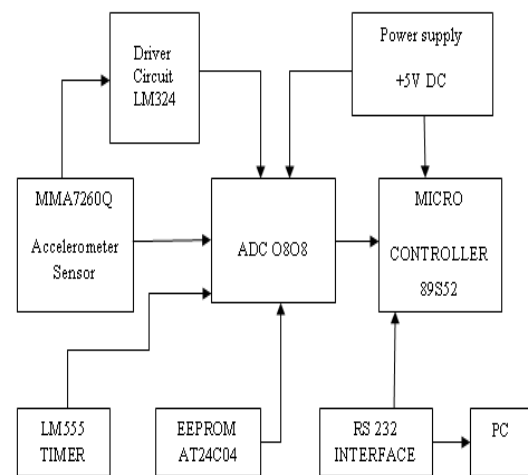 Driver
Circuit
LM324
Power supply
+5V DC
MMA7260Q
Accelerometer
Sensor
ADC O8O8
MICRO
CONTROLLER
89S52
LM555
TIMER
EEPROM
AT24C04
RS 232
INTERFACE
PC